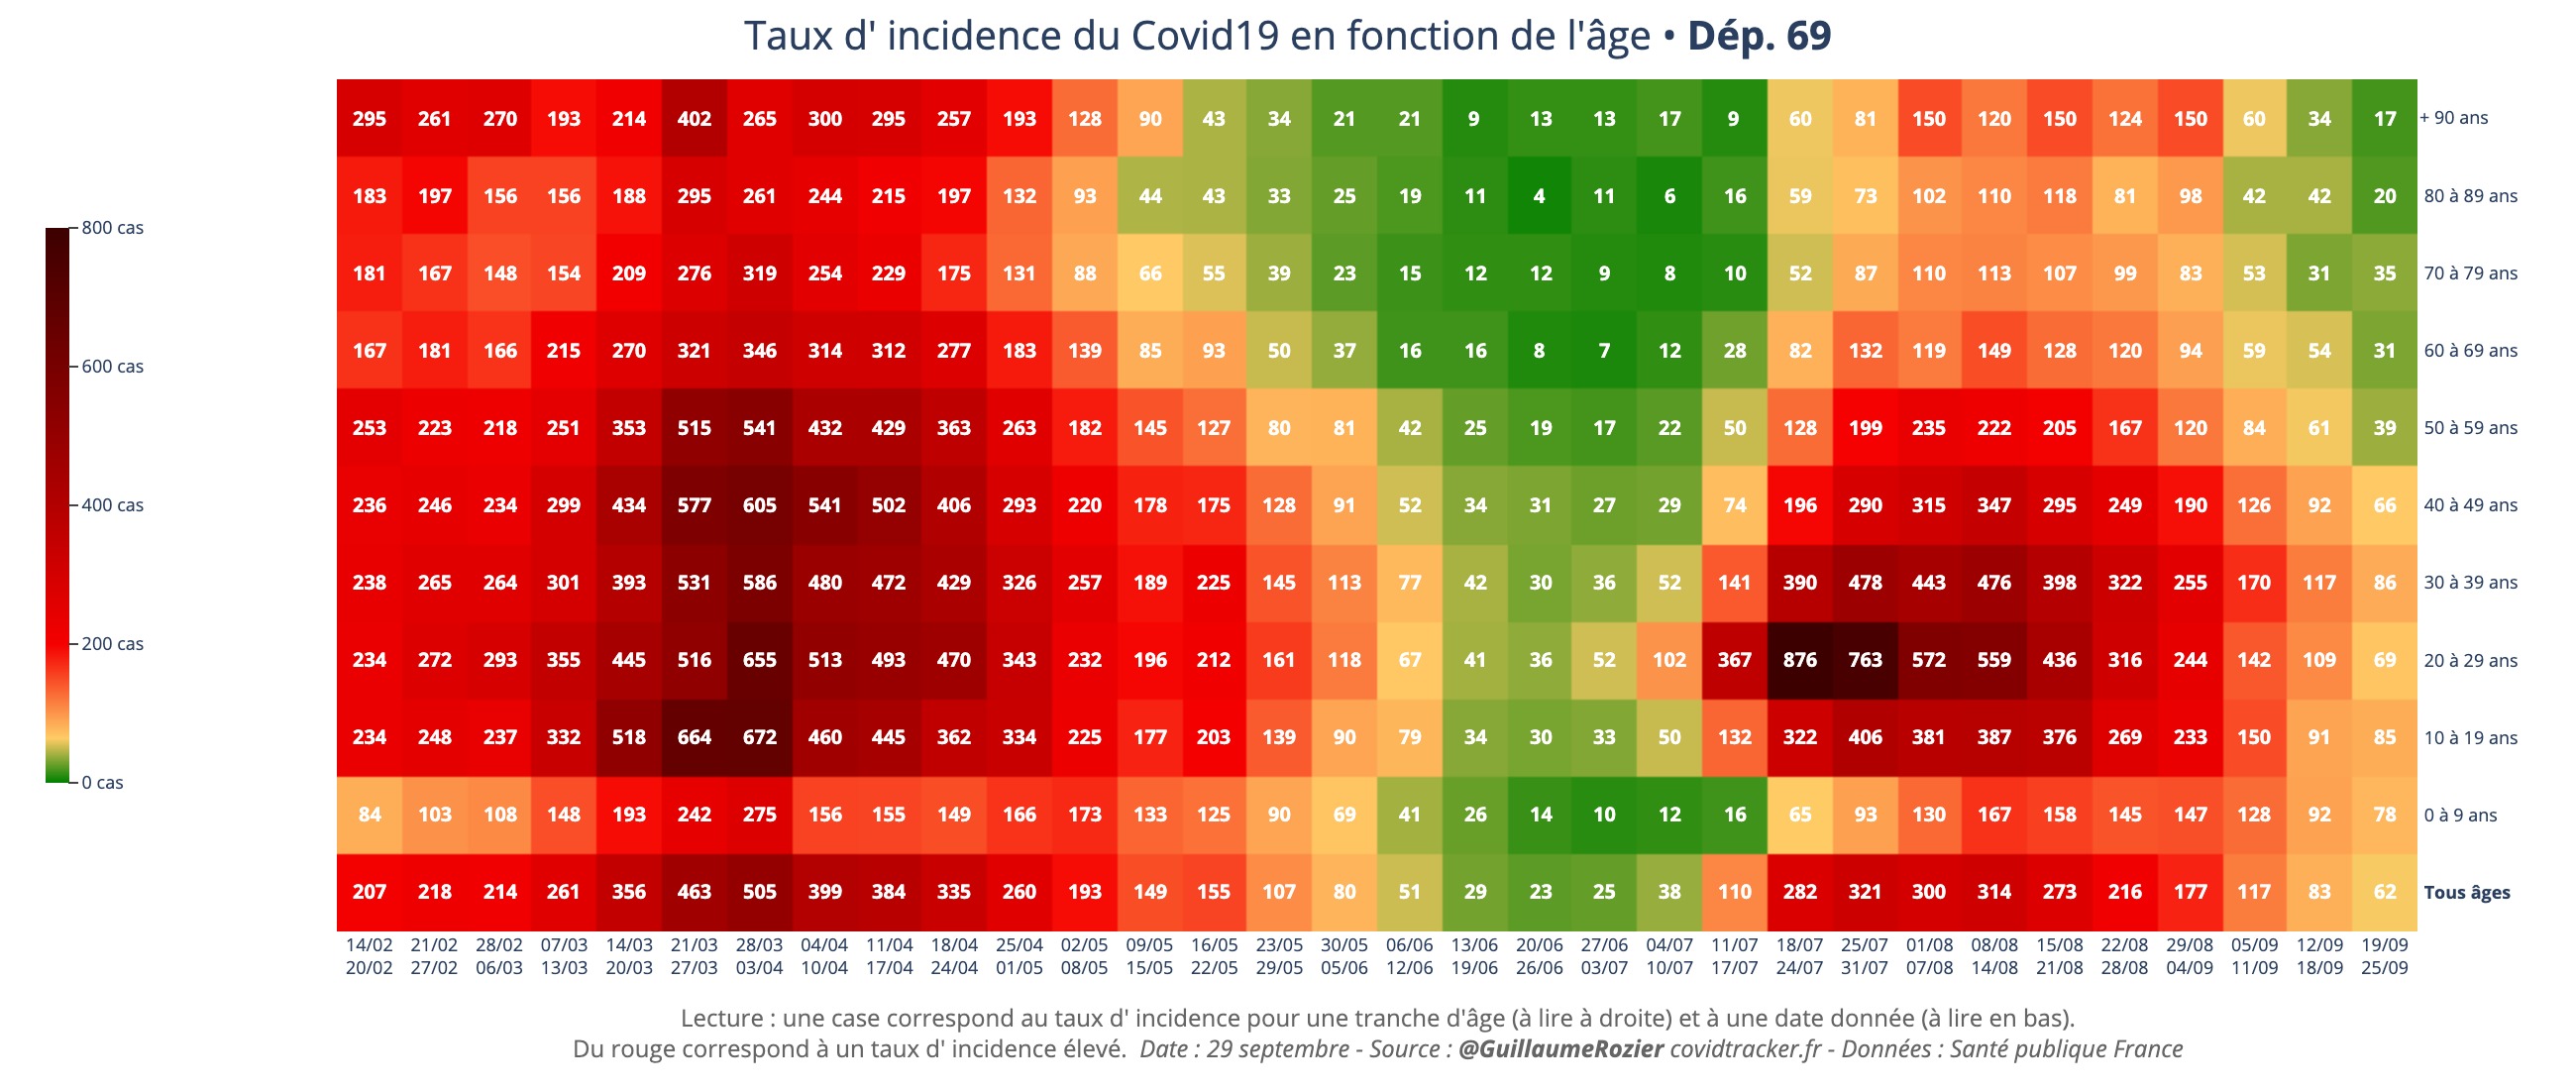 Taux d' incidence du Covid19 en fonction de l'âge • Dép. 69
800 cas
600 cas
400 cas
200 cas
0 cas
295 261 270 193 214 402 265 300 295 257 193 128 90 43 34 21 21 9 13 13 17 9 60 81 150 120 150 124 150 60 34 17 + 90 ans
183 197 156 156 188 295 261 244 215 197 132 93 44 43 33 25 19 11 4 11 6 16 59 73 102 110 118 81 98 42 42 20 80 à 89 ans
181 167 148 154 209 276 319 254 229 175 131 88 66 55 39 23 15 12 12 9 8 10 52 87 110 113 107 99 83 53 31 35 70 à 79 ans
167 181 166 215 270 321 346 314 312 277 183 139 85 93 50 37 16 16 8 7 12 28 82 132 119 149 128 120 94 59 54 31 60 à 69 ans
253 223 218 251 353 515 541 432 429 363 263 182 145 127 80 81 42 25 19 17 22 50 128 199 235 222 205 167 120 84 61 39 50 à 59 ans
236 246 234 299 434 577 605 541 502 406 293 220 178 175 128 91 52 34 31 27 29 74 196 290 315 347 295 249 190 126 92 66 40 à 49 ans
238 265 264 301 393 531 586 480 472 429 326 257 189 225 145 113 77 42 30 36 52 141 390 478 443 476 398 322 255 170 117 86 30 à 39 ans
234 272 293 355 445 516 655 513 493 470 343 232 196 212 161 118 67 41 36 52 102 367 876 763 572 559 436 316 244 142 109 69 20 à 29 ans
234 248 237 332 518 664 672 460 445 362 334 225 177 203 139 90 79 34 30 33 50 132 322 406 381 387 376 269 233 150 91 85 10 à 19 ans
84 103 108 148 193 242 275 156 155 149 166 173 133 125 90 69 41 26 14 10 12 16 65 93 130 167 158 145 147 128 92 78 0 à 9 ans
207 218 214 261 356 463 505 399 384 335 260 193 149 155 107 80 51 29 23 25 38 110 282 321 300 314 273 216 177 117 83 62 Tous âges
14/02 21/02 28/02 07/03 14/03 21/03 28/03 04/04 11/04 18/04 25/04 02/05 09/05 16/05 23/05 30/05 06/06 13/06 20/06 27/06 04/07 11/07 18/07 25/07 01/08 08/08 15/08 22/08 29/08 05/09 12/09 19/09
20/02 27/02 06/03 13/03 20/03 27/03 03/04 10/04 17/04 24/04 01/05 08/05 15/05 22/05 29/05 05/06 12/06 19/06 26/06 03/07 10/07 17/07 24/07 31/07 07/08 14/08 21/08 28/08 04/09 11/09 18/09 25/09
Lecture : une case correspond au taux d' incidence pour une tranche d'âge (à lire à droite) et à une date donnée (à lire en bas).
Du rouge correspond à un taux d' incidence élevé. Date : 29 septembre - Source : @GuillaumeRozier covidtracker.fr - Données : Santé publique France